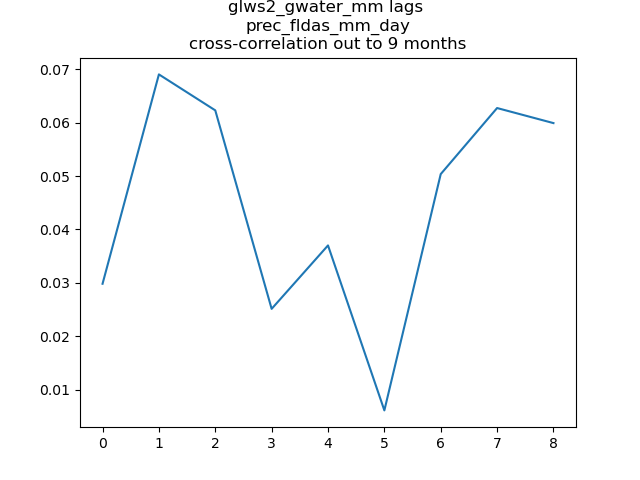 glws2_gwater_mm lags
prec_fldas_mm_day
cross-correlation out to 9 months
0.07
0.06
0.05
0.04
0.03
0.02
0.01
0 1 2 3 4 5 6 7 8